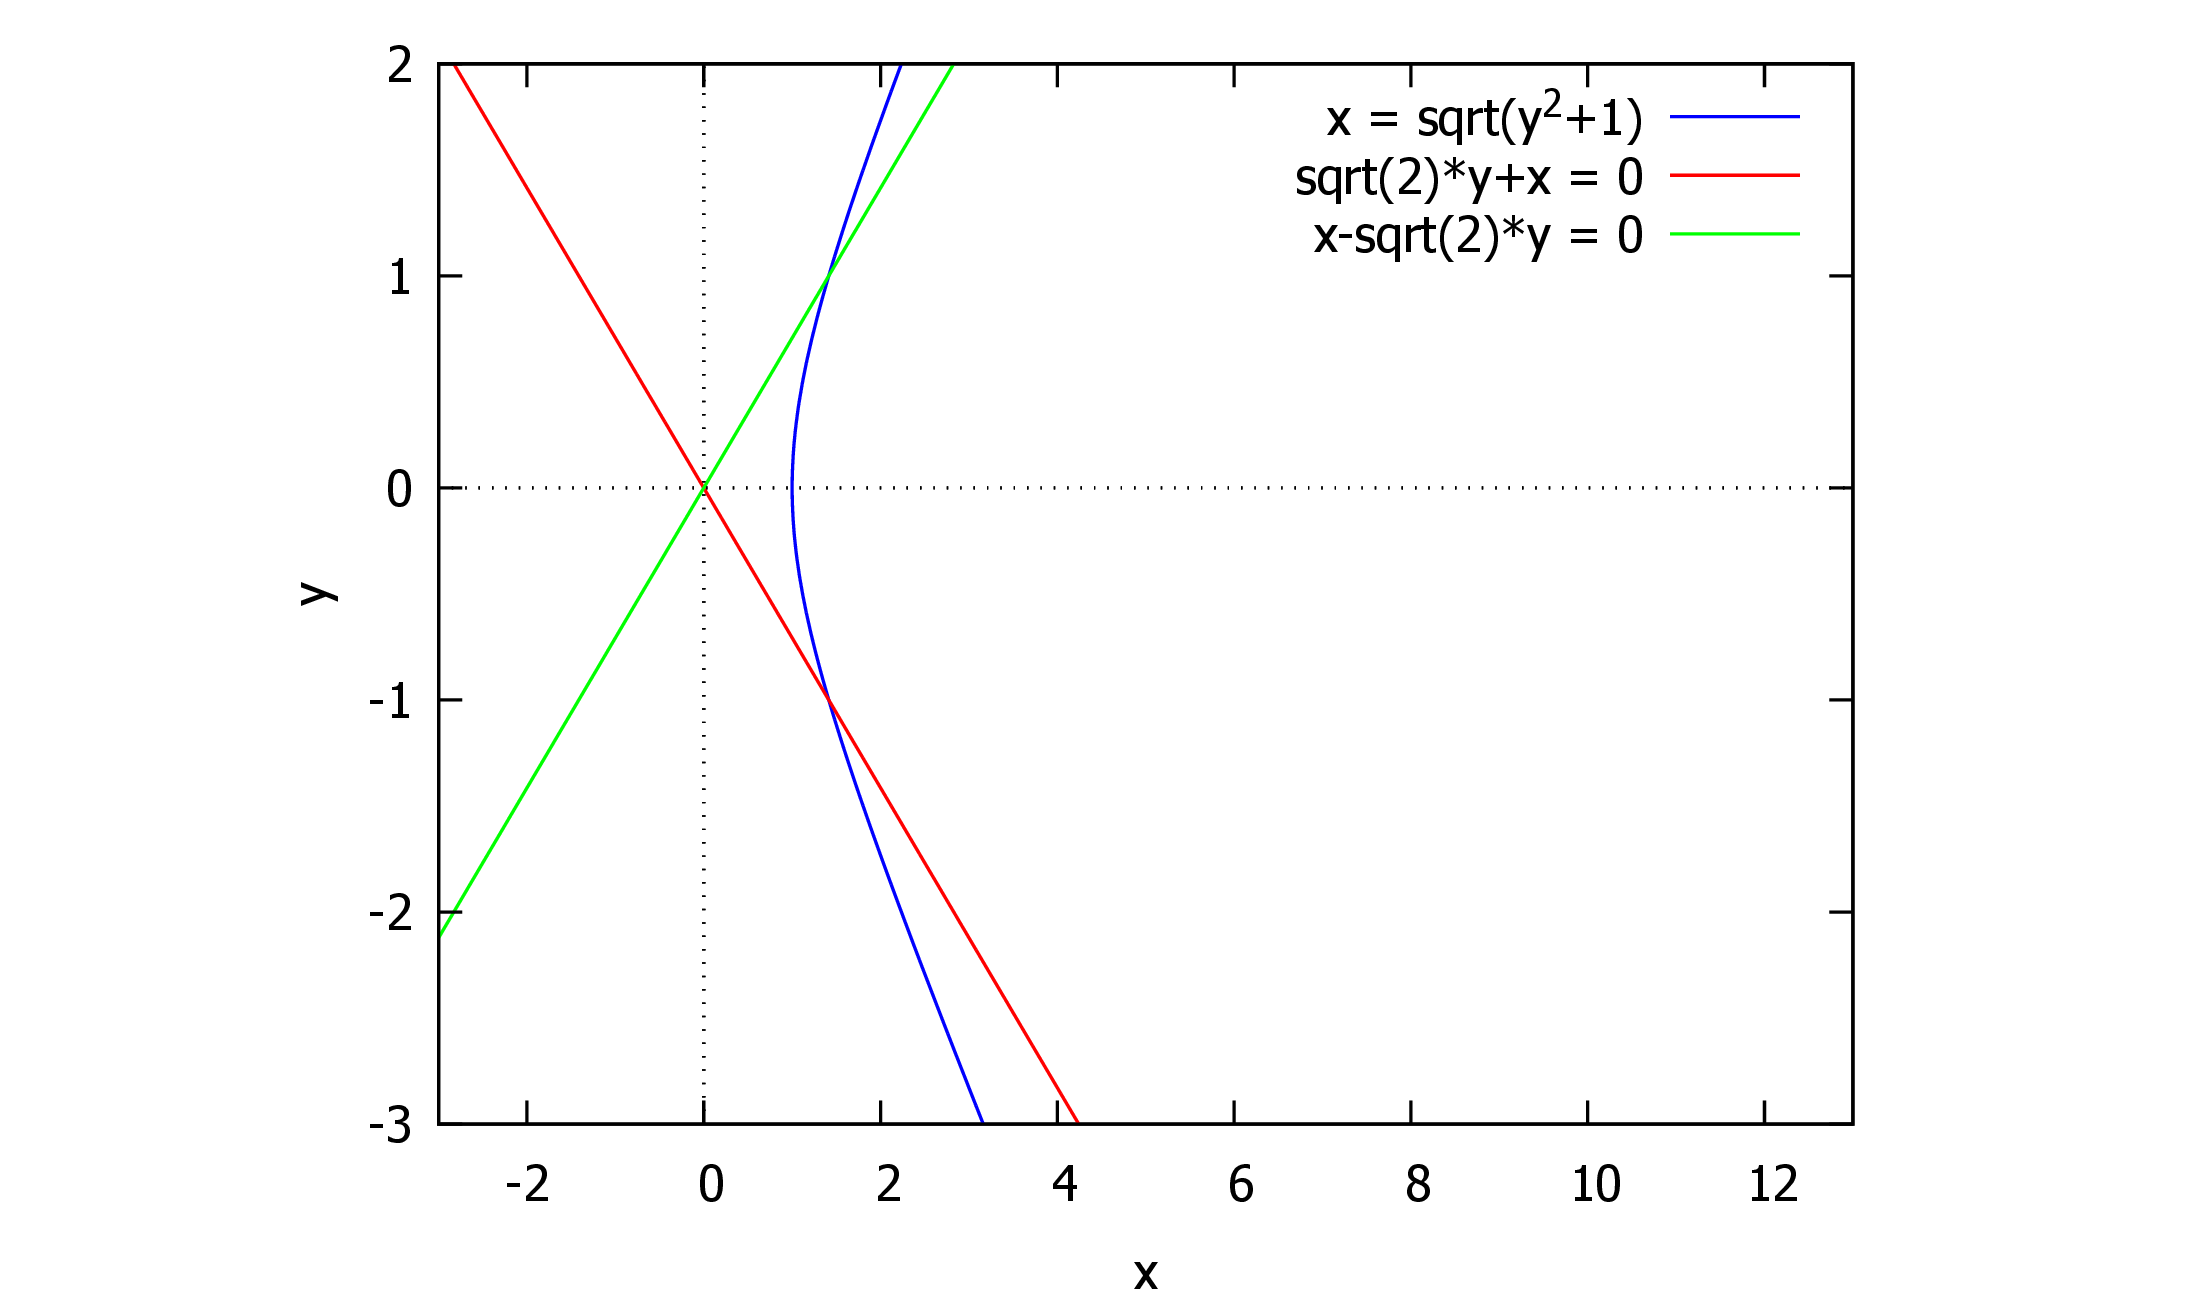 2
x = sqrt(y²+1)
sqrt(2)*y+x = 0
x-sqrt(2)*y = 0
1
0
y
-1
-2
-3
-2 0 2 4 6 8 10 12
x